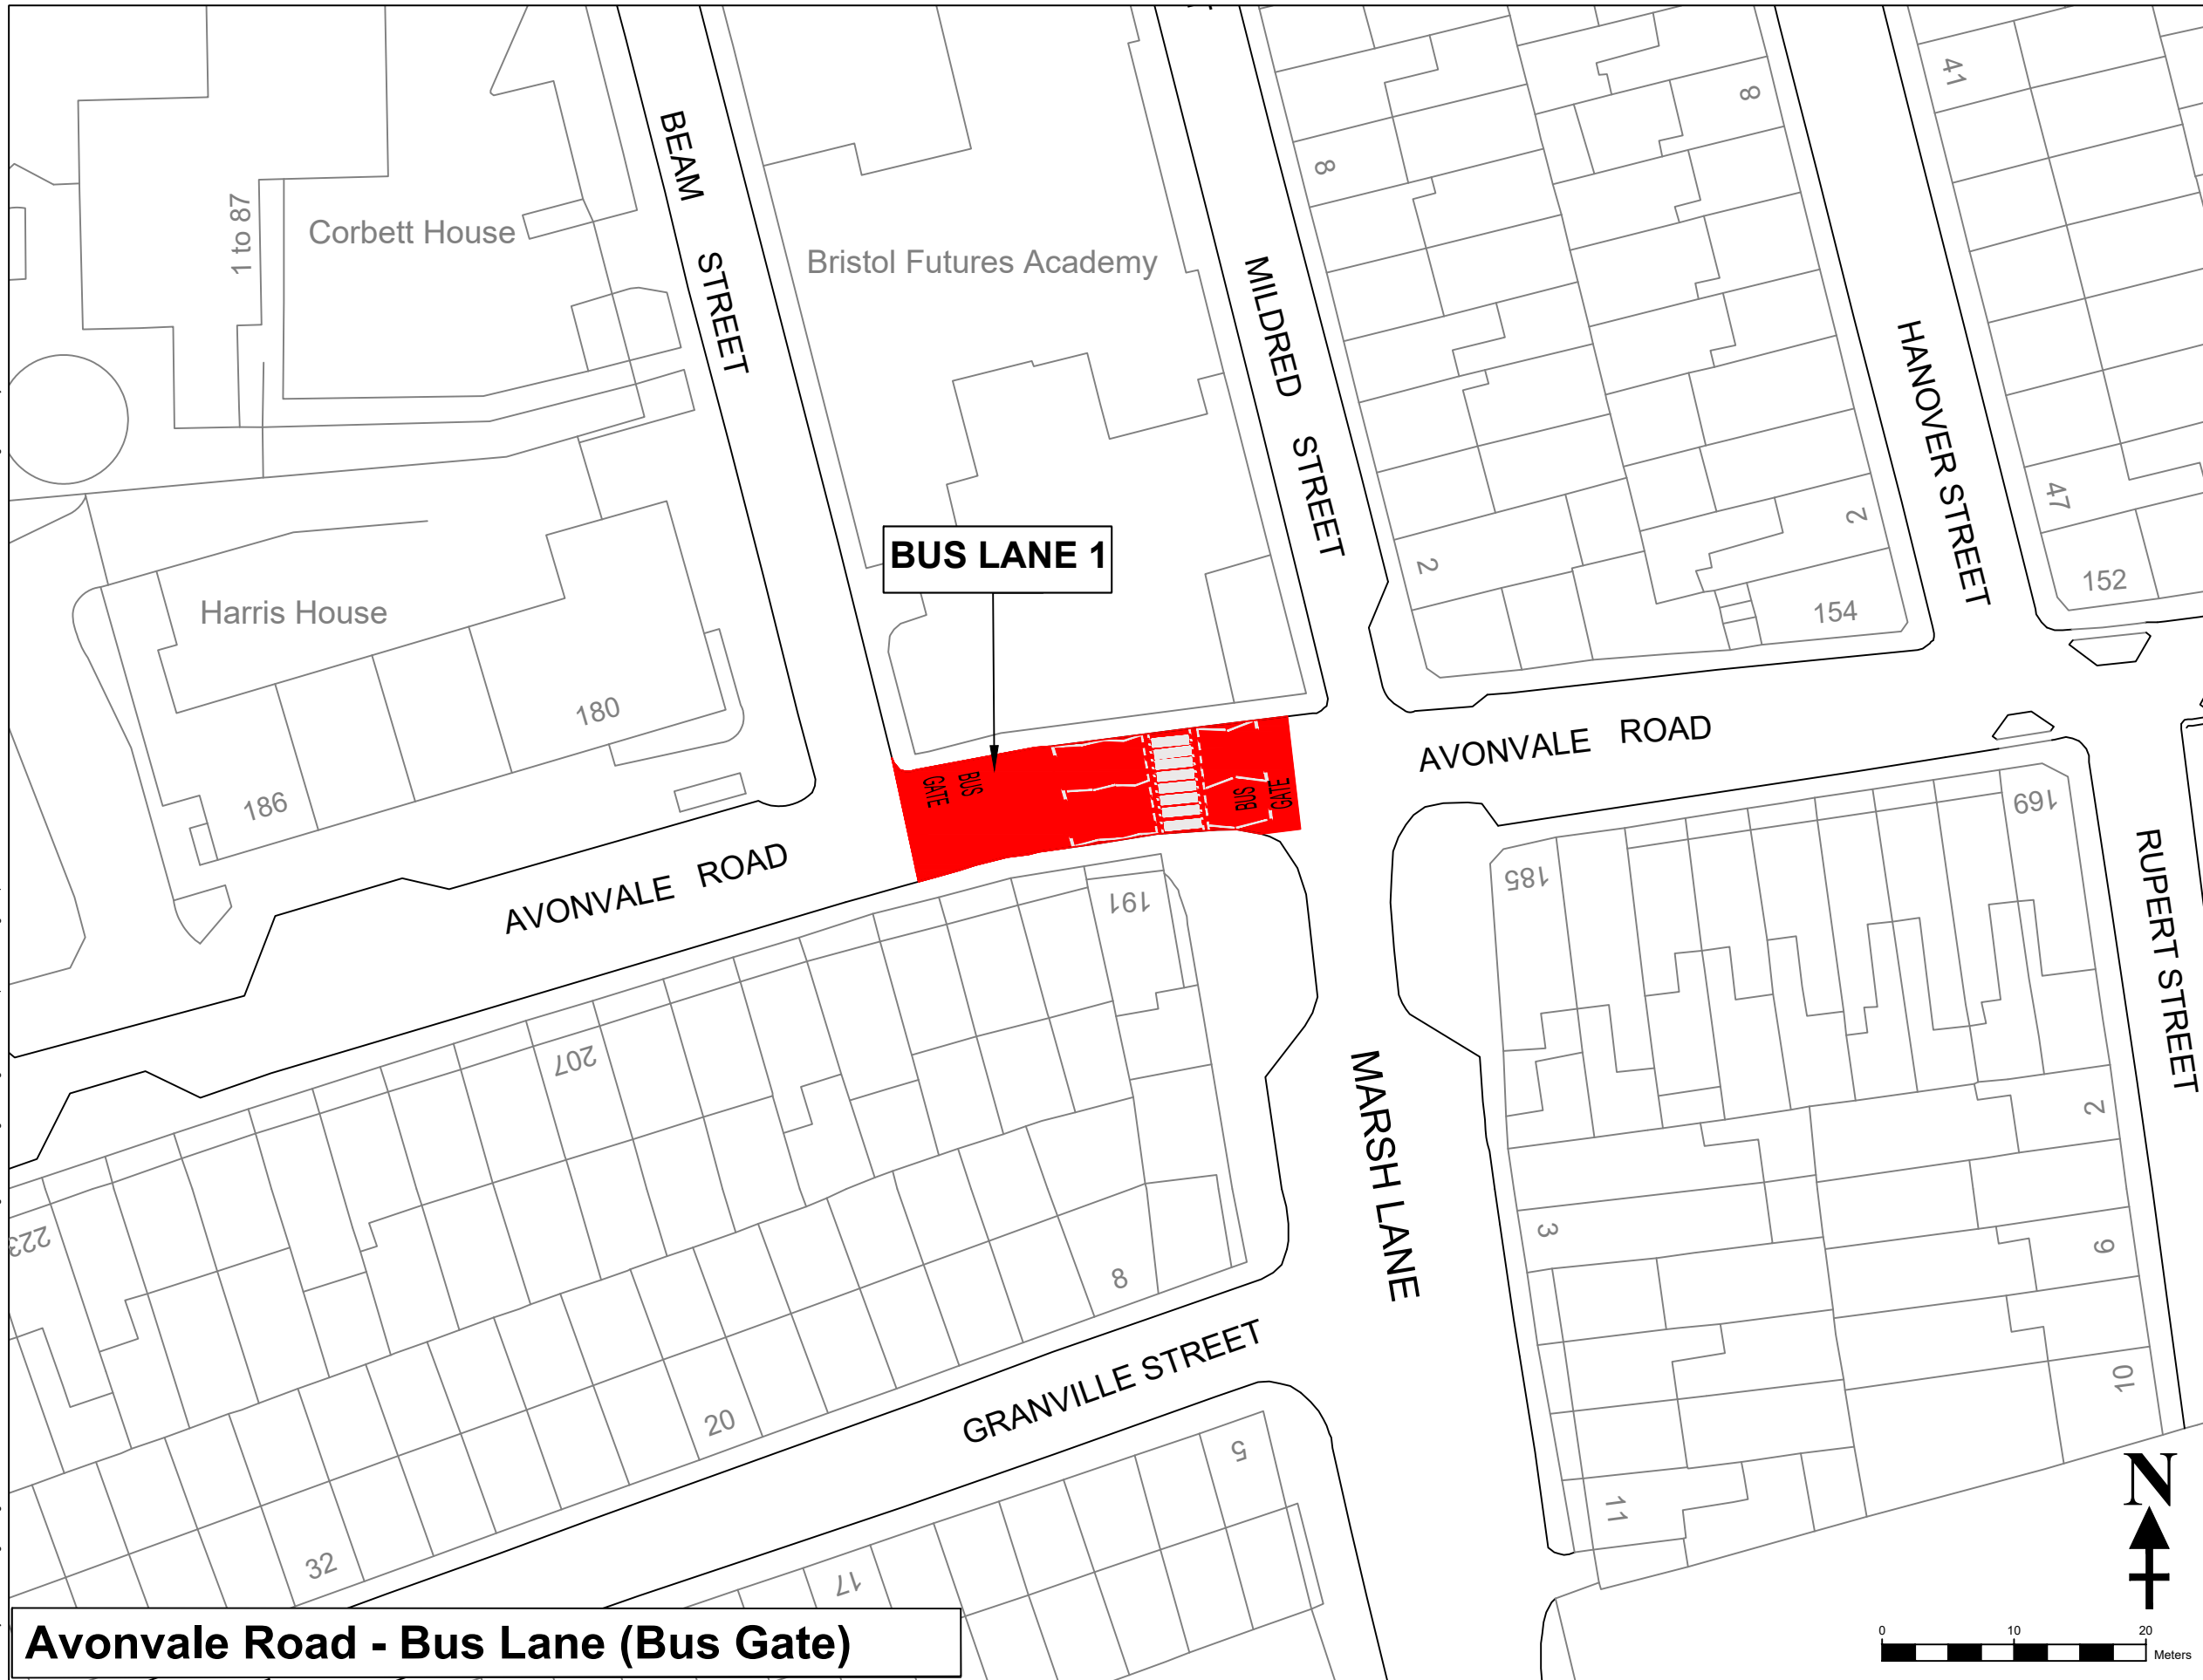 BEAM STREET
MILDRED STREET
HANOVER STREET
41
8
8
1 to 87
Corbett House
Bristol Futures Academy
47
2
2
152
154
BUS LANE 1
Harris House
180
186
AVONVALE ROAD
BUS
GATE
BUS
GATE
169
185
191
AVONVALE ROAD
RUPERT STREET
207
MARSH LANE
2
223
3
6
8
GRANVILLE STREET
10
20
5
11
32
17
N
Avonvale Road - Bus Lane (Bus Gate)
0 10 20
Meters